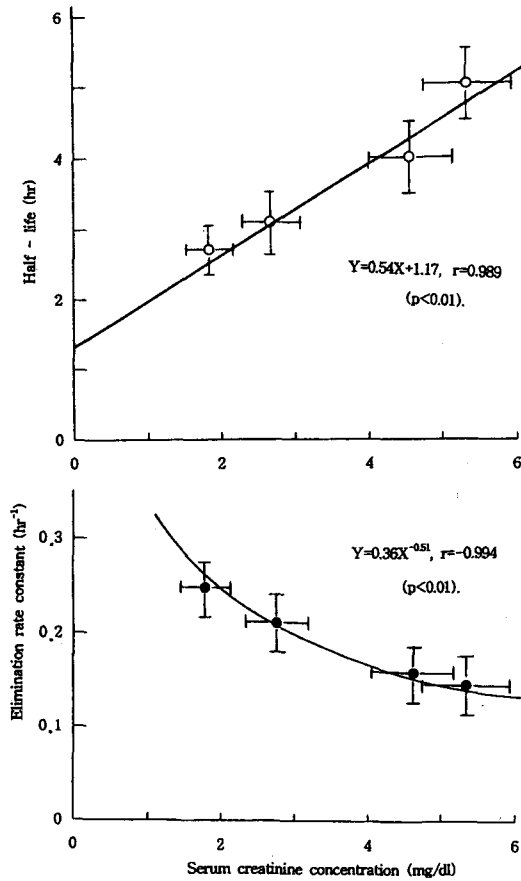 6
4
2
0
Half - life (hr)
Y=0.54X+1.17, r=0.989
(p<0.01).
0 2 4 6
0.3
0.2
0.1
0
Elimination rate constant (hr⁻¹)
Y=0.36X⁻⁰·⁵¹, r=-0.994
(p<0.01).
0 2 4 6
Serum creatinine concentration (mg/dl)